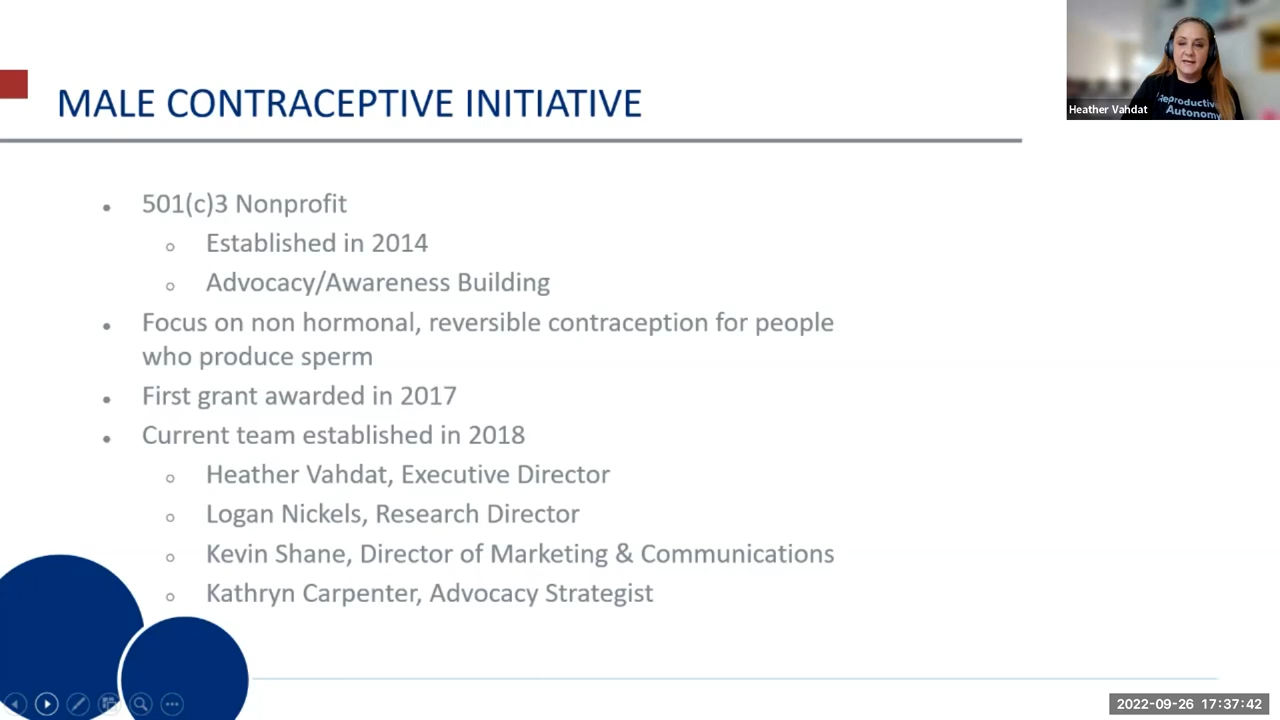 MALE CONTRACEPTIVE INITIATIVE
Heather Vahdat
Reproductive
Autonomy
• 501(c)3 Nonprofit
○ Established in 2014
○ Advocacy/Awareness Building
• Focus on non hormonal, reversible contraception for people
who produce sperm
• First grant awarded in 2017
• Current team established in 2018
○ Heather Vahdat, Executive Director
○ Logan Nickels, Research Director
○ Kevin Shane, Director of Marketing & Communications
○ Kathryn Carpenter, Advocacy Strategist
2022-09-26 17:37:42